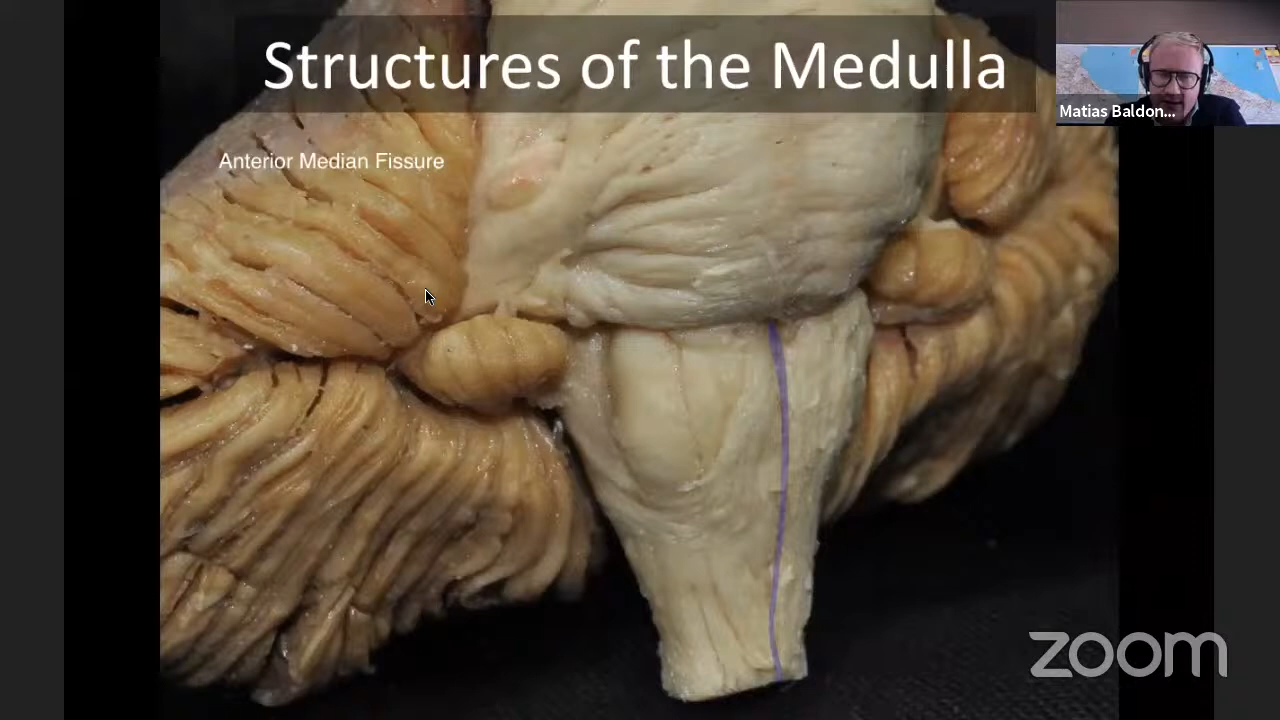 Structures of the Medulla
Matias Baldon...
Anterior Median Fissure
zoom